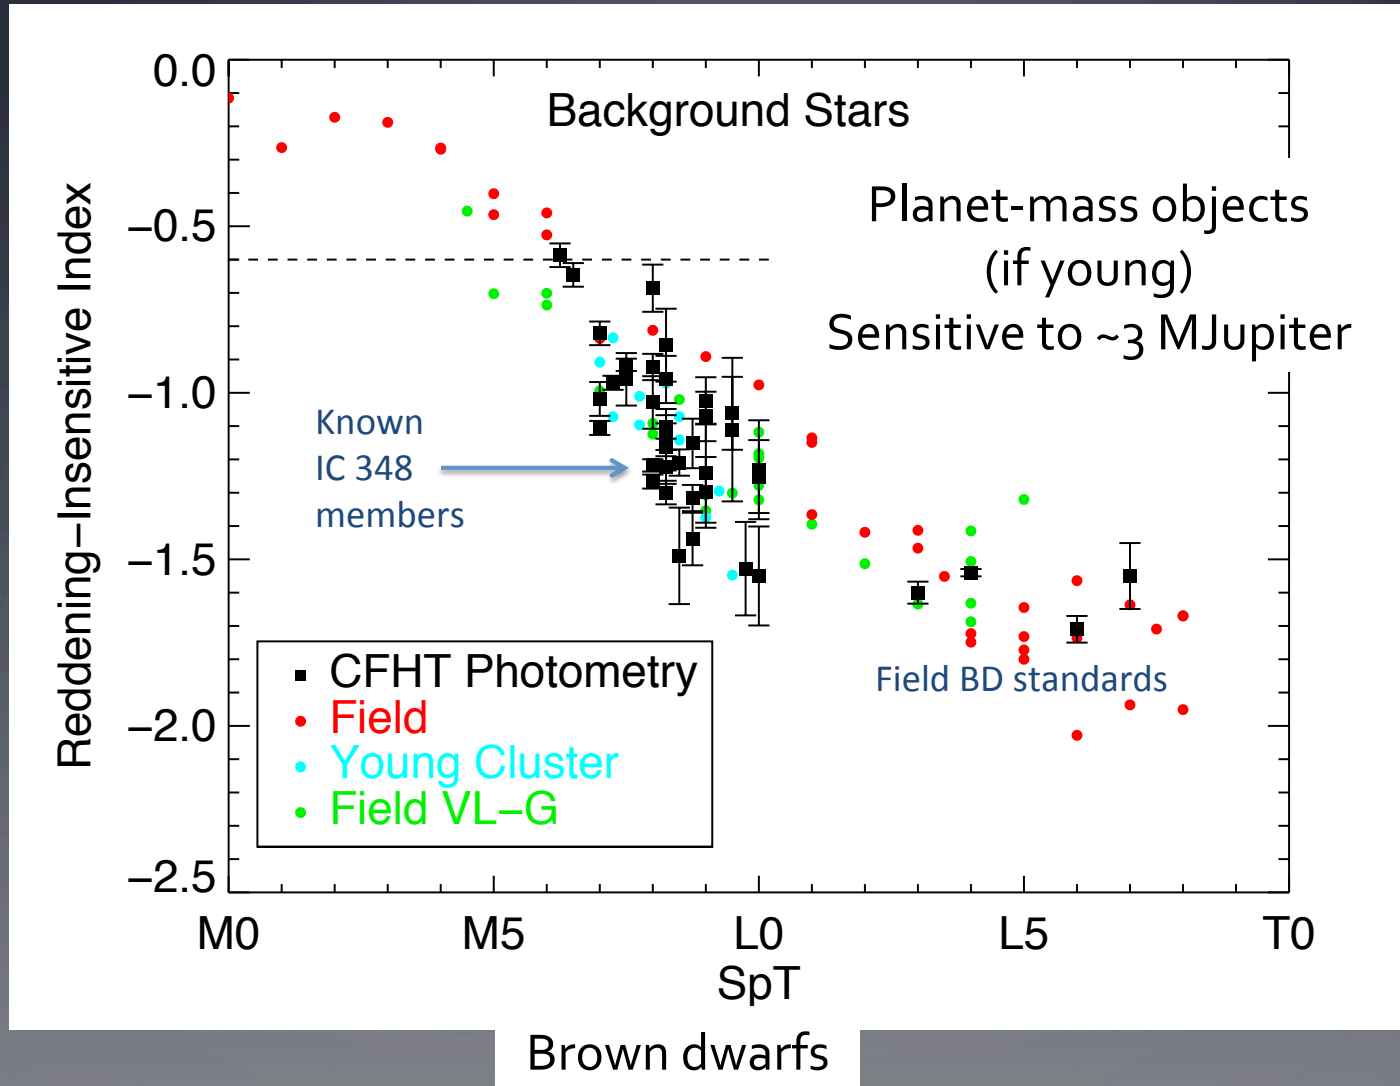 0.0
Background Stars
Planet-mass objects
(if young)
Sensitive to ~3 MJupiter
−0.5
−1.0
Known
IC 348
members
−1.5
Field BD standards
−2.0
−2.5
Reddening−Insensitive Index
CFHT Photometry
Field
Young Cluster
Field VL−G
M0 M5 L0 L5 T0
SpT
Brown dwarfs